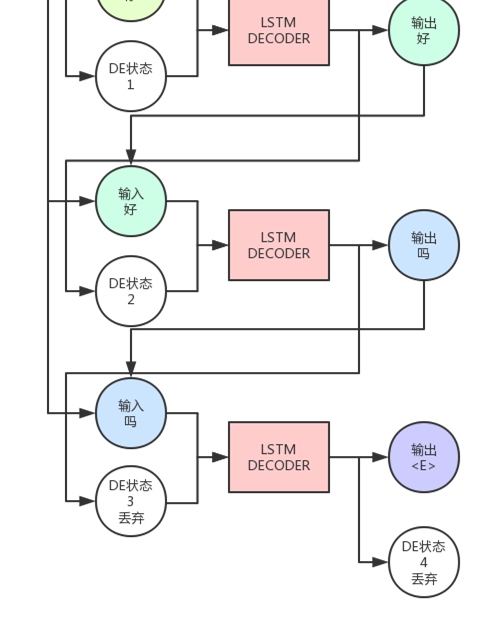 LSTM
DECODER
输出
好
DE状态
1
输入
好
LSTM
DECODER
输出
吗
DE状态
2
输入
吗
LSTM
DECODER
输出
<E>
DE状态
3
丢弃
DE状态
4
丢弃